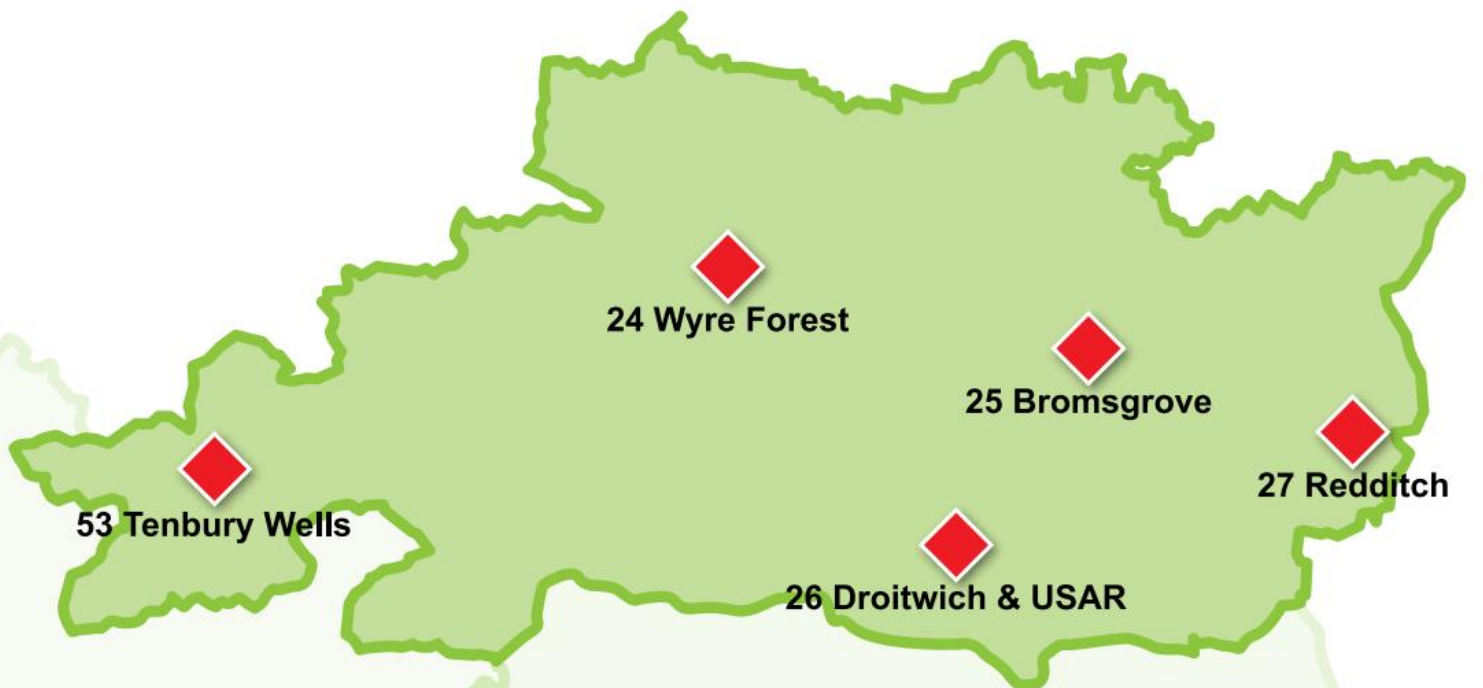 24 Wyre Forest
25 Bromsgrove
27 Redditch
53 Tenbury Wells
26 Droitwich & USAR